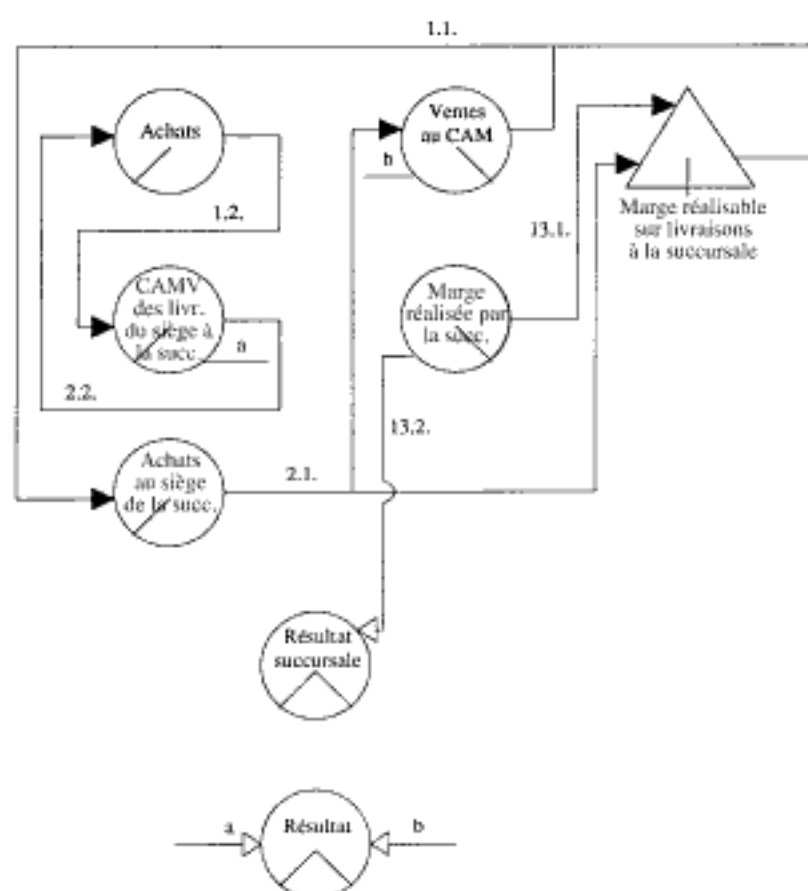 1.1.
Achats
Ventes
au CAM
b
1.2.
13.1.
Marge réalisable
sur livraisons
à la succursale
CAMV
des livr.
du siège à
la succ.
a
Marge
réalisée par
la succ.
2.2.
13.2.
Achats
au siège
de la succ.
2.1.
Résultat
succursale
a
Résultat
b